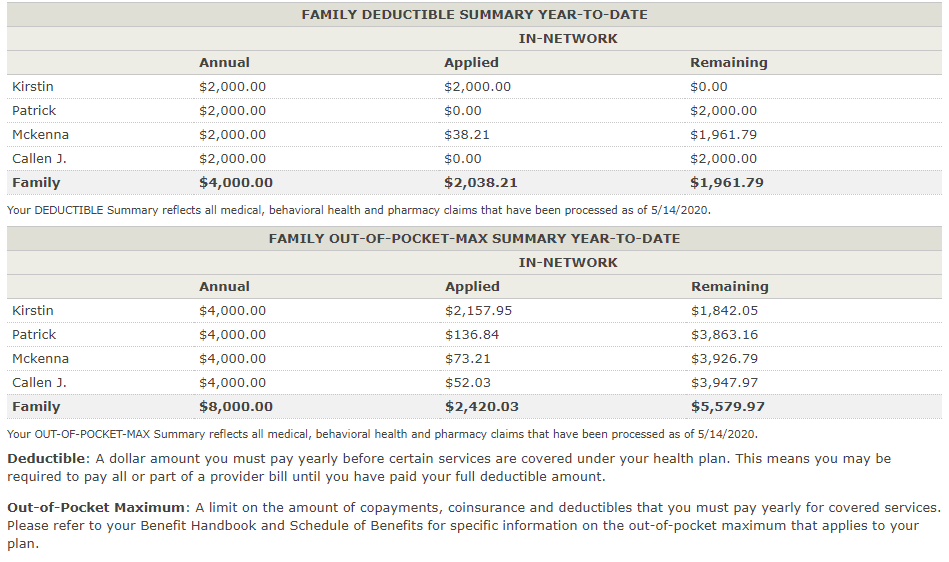 FAMILY DEDUCTIBLE SUMMARY YEAR-TO-DATE
IN-NETWORK
Annual Applied Remaining
Kirstin $2,000.00 $2,000.00 $0.00
Patrick $2,000.00 $0.00 $2,000.00
Mckenna $2,000.00 $38.21 $1,961.79
Callen J. $2,000.00 $0.00 $2,000.00
Family $4,000.00 $2,038.21 $1,961.79
Your DEDUCTIBLE Summary reflects all medical, behavioral health and pharmacy claims that have been processed as of 5/14/2020.
FAMILY OUT-OF-POCKET-MAX SUMMARY YEAR-TO-DATE
IN-NETWORK
Annual Applied Remaining
Kirstin $4,000.00 $2,157.95 $1,842.05
Patrick $4,000.00 $136.84 $3,863.16
Mckenna $4,000.00 $73.21 $3,926.79
Callen J. $4,000.00 $52.03 $3,947.97
Family $8,000.00 $2,420.03 $5,579.97
Your OUT-OF-POCKET-MAX Summary reflects all medical, behavioral health and pharmacy claims that have been processed as of 5/14/2020.
Deductible: A dollar amount you must pay yearly before certain services are covered under your health plan. This means you may be
required to pay all or part of a provider bill until you have paid your full deductible amount.
Out-of-Pocket Maximum: A limit on the amount of copayments, coinsurance and deductibles that you must pay yearly for covered services.
Please refer to your Benefit Handbook and Schedule of Benefits for specific information on the out-of-pocket maximum that applies to your
plan.